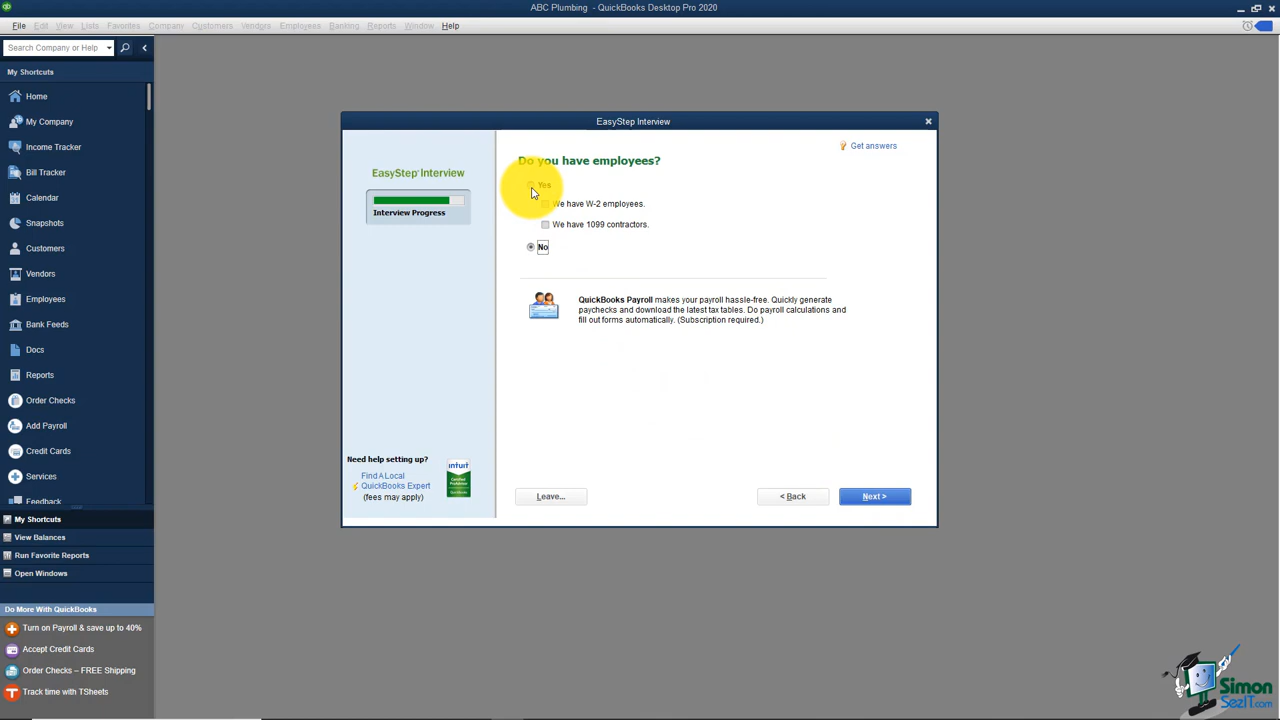 ABC Plumbing - QuickBooks Desktop Pro 2020
File Edit View Lists Favorites Company Customers Vendors Employees Banking Reports Window Help
Search Company or Help
My Shortcuts
Home
My Company
Income Tracker
Bill Tracker
Calendar
Snapshots
Customers
Vendors
Employees
Bank Feeds
Docs
Reports
Order Checks
Add Payroll
Credit Cards
Services
Feedback
My Shortcuts
View Balances
Run Favorite Reports
Open Windows
Do More With QuickBooks
Turn on Payroll & save up to 40%
Accept Credit Cards
Order Checks – FREE Shipping
Track time with TSheets
EasyStep Interview
EasyStep Interview
Interview Progress
Need help setting up?
Find A Local
QuickBooks Expert
(fees may apply)
intuit
Get answers
Do you have employees?
Yes
We have W-2 employees.
We have 1099 contractors.
No
QuickBooks Payroll makes your payroll hassle-free. Quickly generate
paychecks and download the latest tax tables. Do payroll calculations and
fill out forms automatically. (Subscription required.)
Leave...
< Back
Next >
Simon
SezIT.com